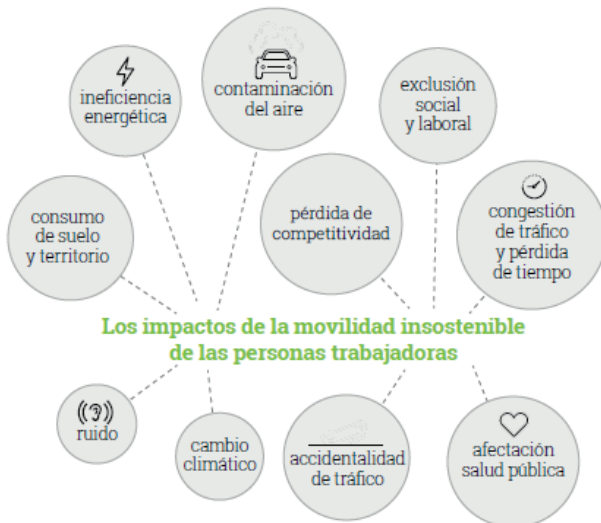 ineficiencia
energética
contaminación
del aire
exclusión
social
y laboral
consumo
de suelo
y territorio
pérdida de
competitividad
congestión
de tráfico
y pérdida
de tiempo
Los impactos de la movilidad insostenible
de las personas trabajadoras
ruido
cambio
climático
accidentalidad
de tráfico
afectación
salud pública